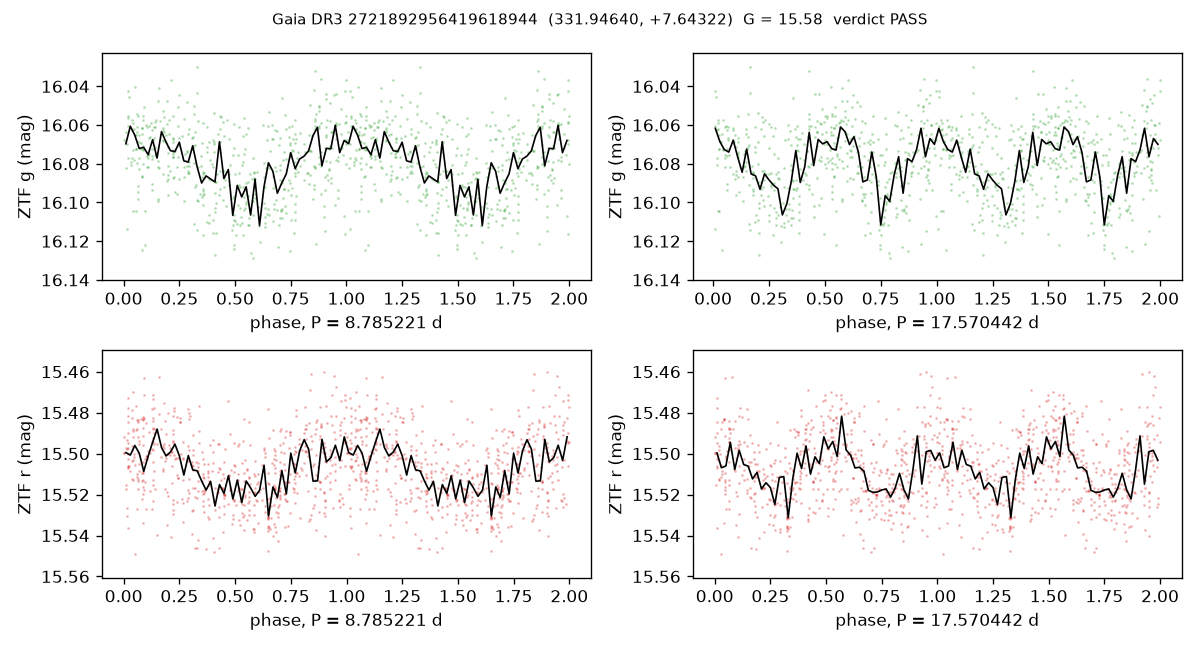 Gaia DR3 2721892956419618944  (331.94640, +7.64322)  G = 15.58  verdict PASS
ZTF g (mag)
16.04
16.06
16.08
16.10
16.12
16.14
0.00 0.25 0.50 0.75 1.00 1.25 1.50 1.75 2.00
phase, P = 8.785221 d
ZTF g (mag)
16.04
16.06
16.08
16.10
16.12
16.14
0.00 0.25 0.50 0.75 1.00 1.25 1.50 1.75 2.00
phase, P = 17.570442 d
ZTF r (mag)
15.46
15.48
15.50
15.52
15.54
15.56
0.00 0.25 0.50 0.75 1.00 1.25 1.50 1.75 2.00
phase, P = 8.785221 d
ZTF r (mag)
15.46
15.48
15.50
15.52
15.54
15.56
0.00 0.25 0.50 0.75 1.00 1.25 1.50 1.75 2.00
phase, P = 17.570442 d